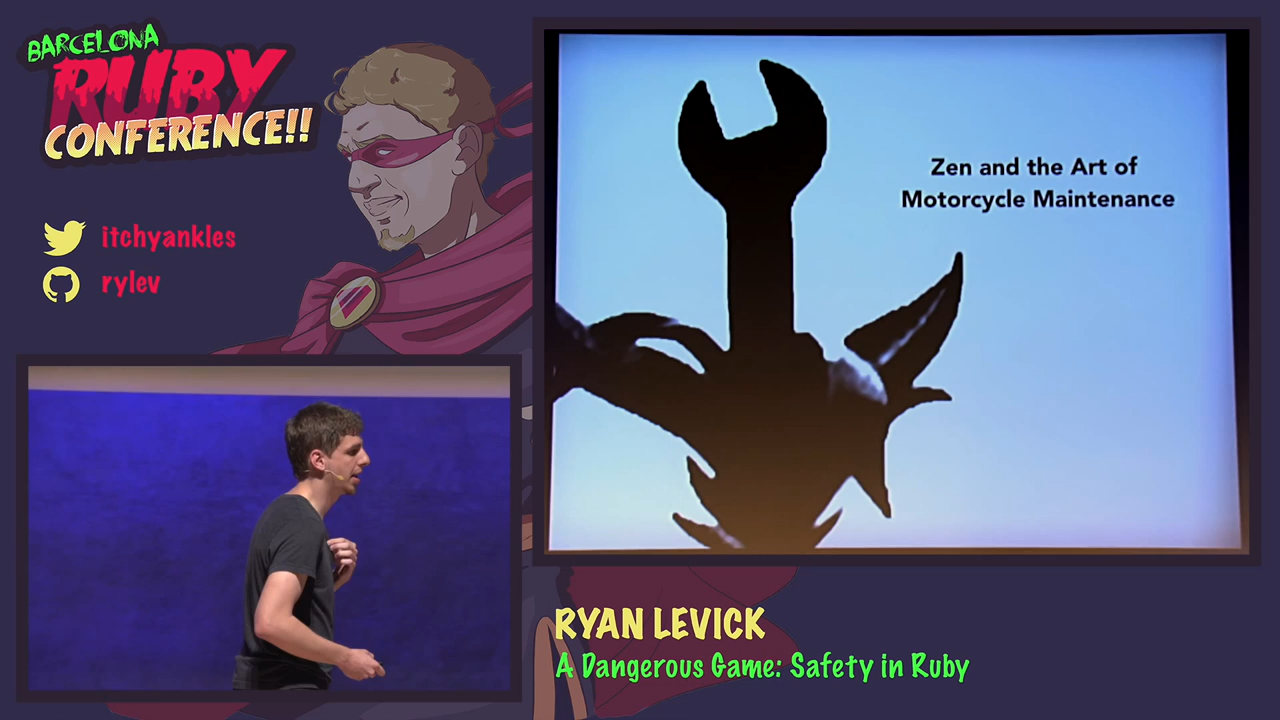 BARCELONA
RUBY
CONFERENCE!!
itchyankles
rylev
Zen and the Art of
Motorcycle Maintenance
RYAN LEVICK
A Dangerous Game: Safety in Ruby